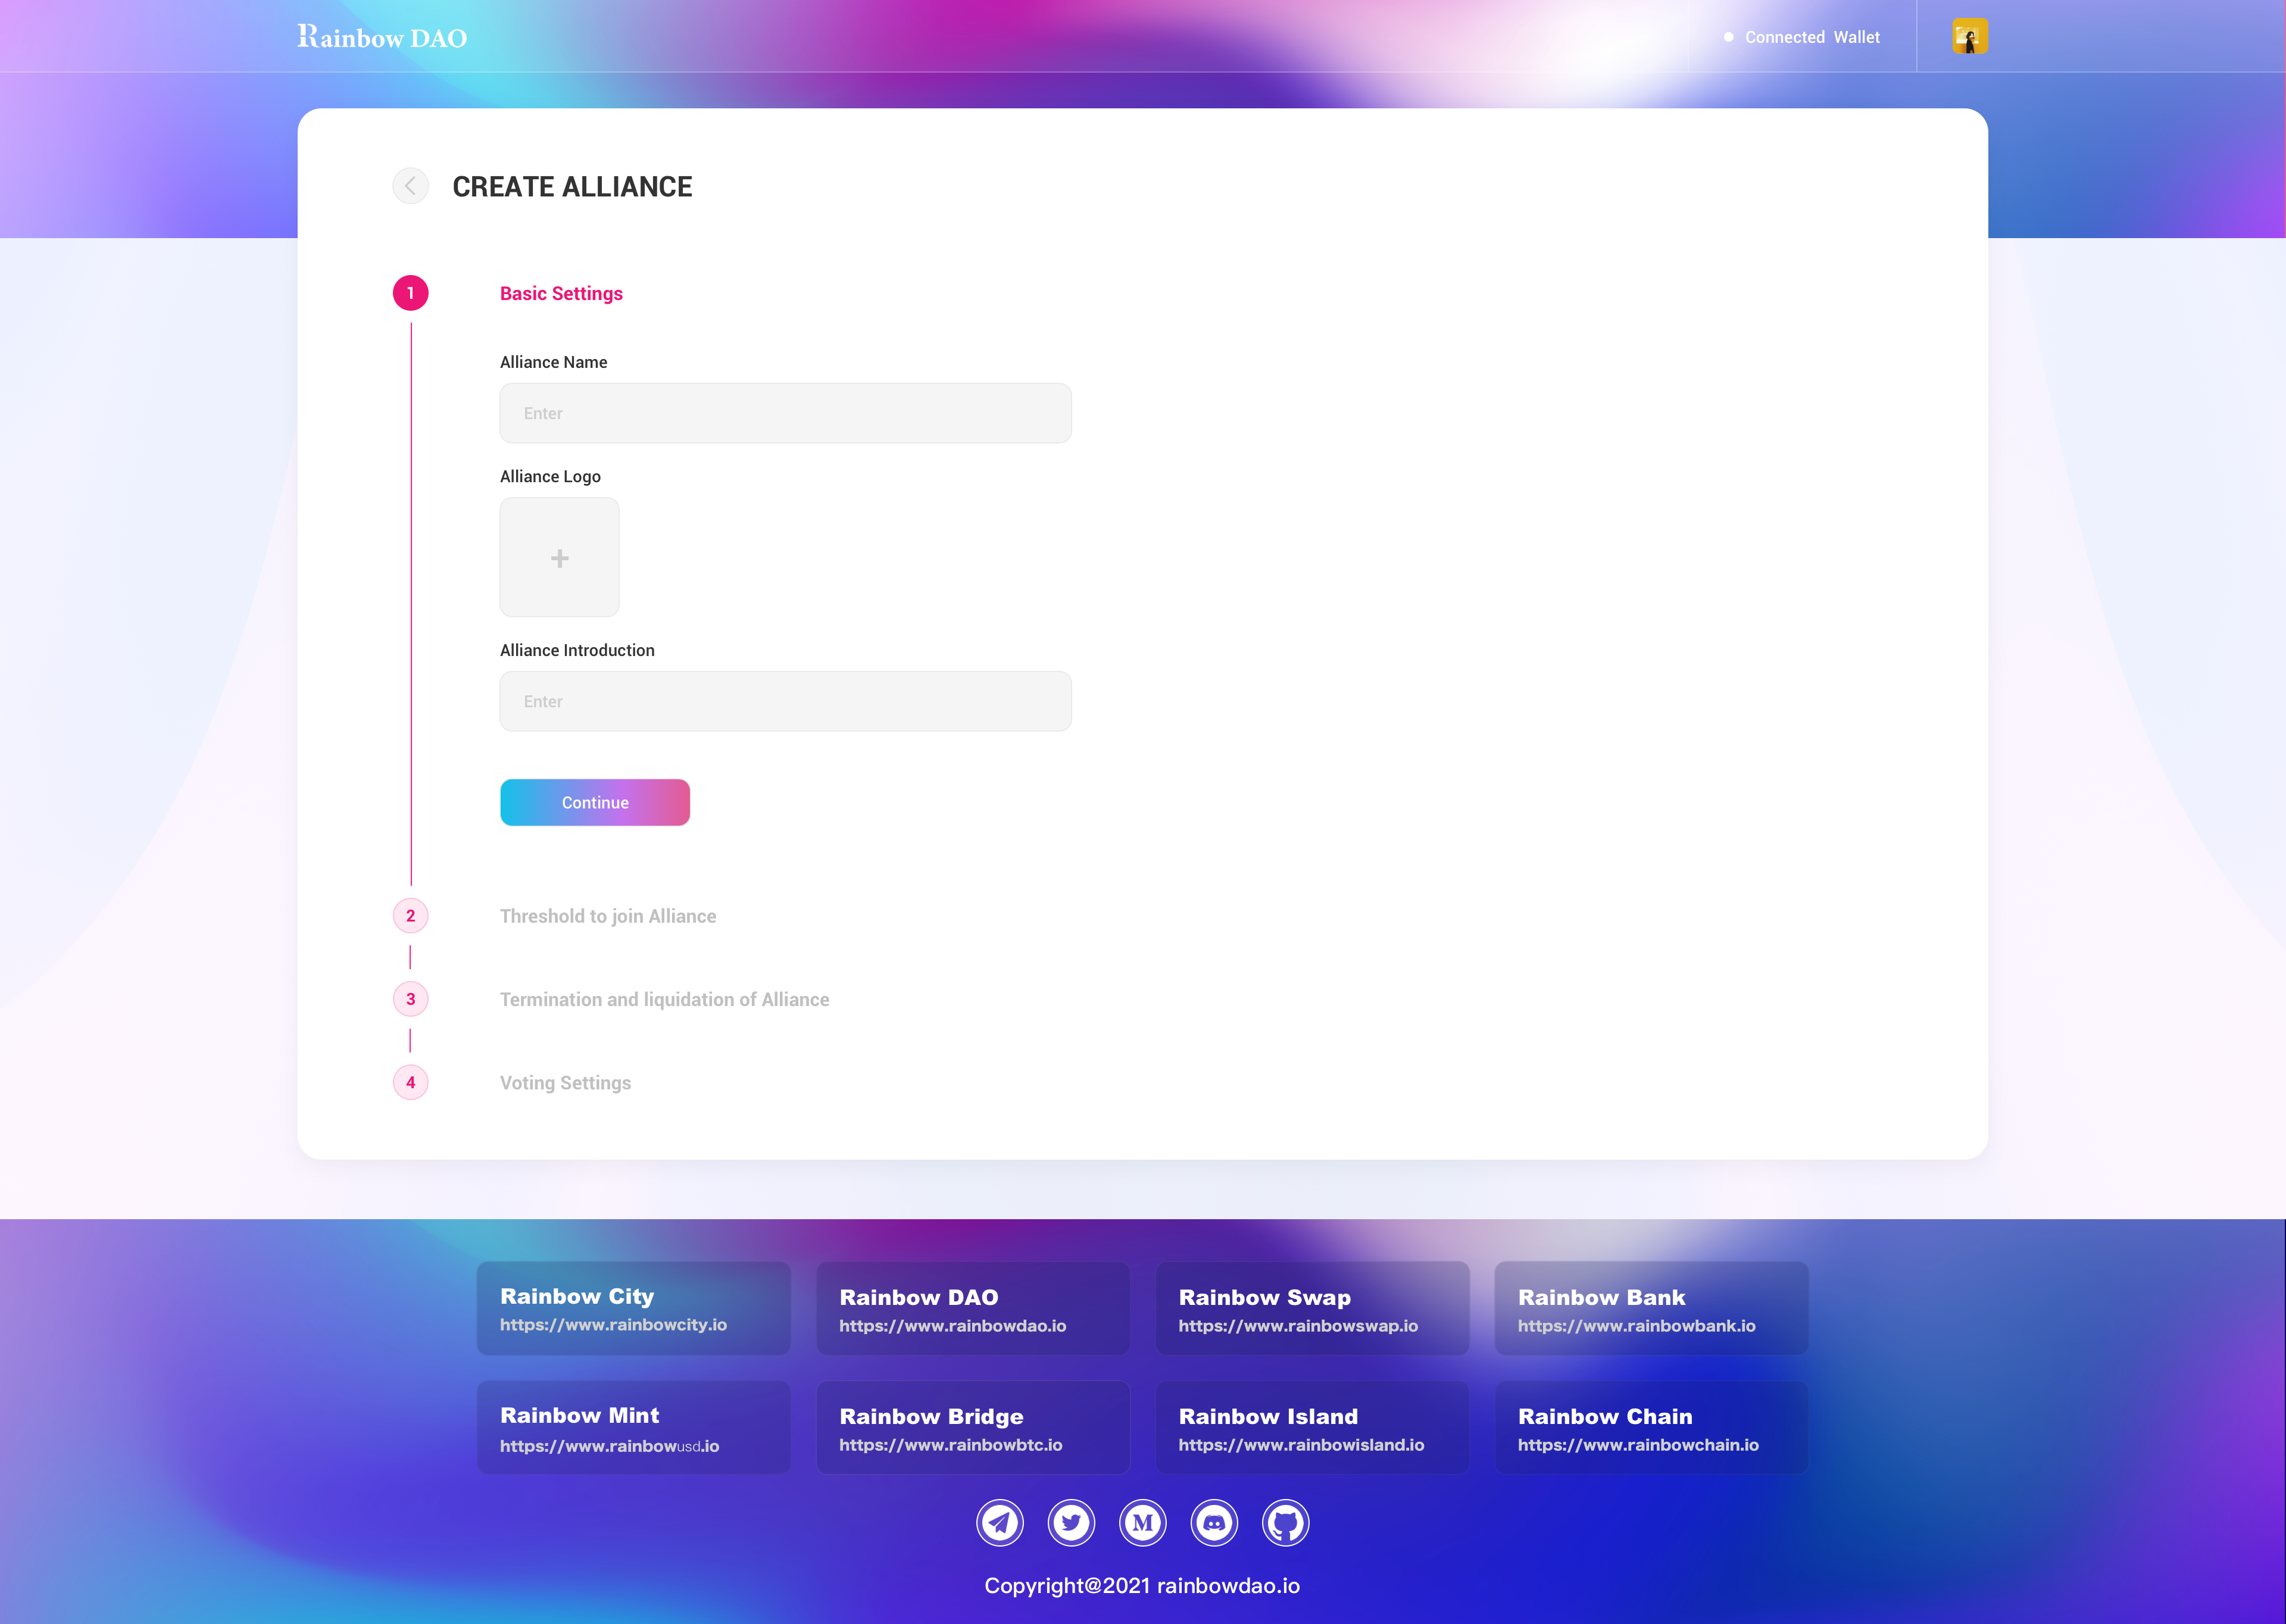 Rainbow DAO
Connected Wallet
CREATE ALLIANCE
1
Basic Settings
Alliance Name
Enter
Alliance Logo
+
Alliance Introduction
Enter
Continue
2
Threshold to join Alliance
3
Termination and liquidation of Alliance
4
Voting Settings
Rainbow City
https://www.rainbowcity.io
Rainbow DAO
https://www.rainbowdao.io
Rainbow Swap
https://www.rainbowswap.io
Rainbow Bank
https://www.rainbowbank.io
Rainbow Mint
https://www.rainbowusd.io
Rainbow Bridge
https://www.rainbowbtc.io
Rainbow Island
https://www.rainbowisland.io
Rainbow Chain
https://www.rainbowchain.io
Copyright@2021 rainbowdao.io